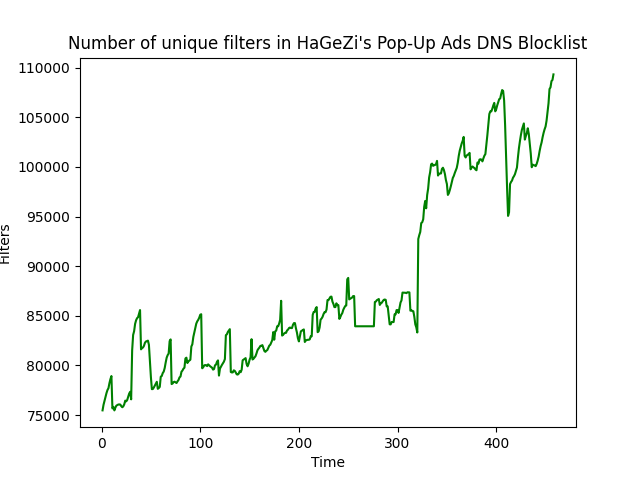 Number of unique filters in HaGeZi's Pop-Up Ads DNS Blocklist
110000
105000
100000
95000
90000
85000
80000
75000
Filters
0 100 200 300 400
Time